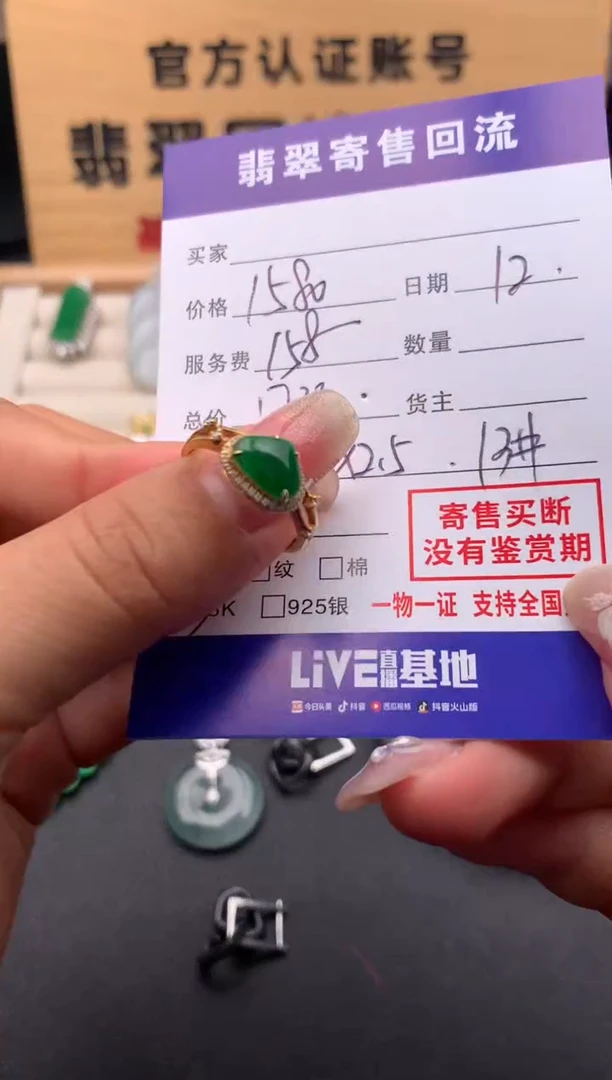 官方认证账号
翡翠
翡翠寄售回流
买家
价格 1580 日期 12.
服务费 158 数量
总价 货主
12.5 . 13#
寄售买断
没有鉴赏期
纹 棉
K 925银 一物一证 支持全国
LiVE直播基地
今日头条 抖音 西瓜视频 抖音火山版